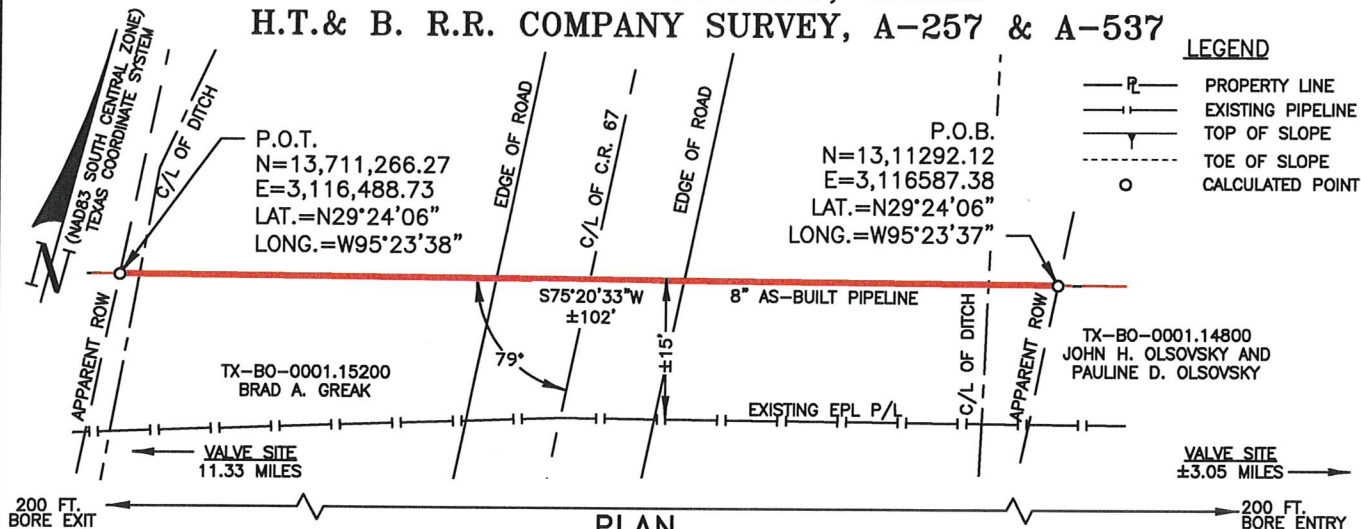 H.T.& B. R.R. COMPANY SURVEY, A-257 & A-537
LEGEND
PROPERTY LINE
EXISTING PIPELINE
TOP OF SLOPE
TOE OF SLOPE
CALCULATED POINT
(NAD83 SOUTH CENTRAL ZONE)
TEXAS COORDINATE SYSTEM
N
C/L OF DITCH
P.O.T.
N=13,711,266.27
E=3,116,488.73
LAT.=N29°24'06"
LONG.=W95°23'38"
EDGE OF ROAD
C/L OF C.R. 67
EDGE OF ROAD
P.O.B.
N=13,11292.12
E=3,116587.38
LAT.=N29°24'06"
LONG.=W95°23'37"
S75°20'33"W
±102'
8" AS-BUILT PIPELINE
79°
±15'
APPARENT ROW
TX-BO-0001.15200
BRAD A. GREAK
C/L OF DITCH
APPARENT ROW
TX-BO-0001.14800
JOHN H. OLSOVSKY AND
PAULINE D. OLSOVSKY
EXISTING EPL P/L
VALVE SITE
11.33 MILES
VALVE SITE
±3.05 MILES
200 FT.
BORE EXIT
200 FT.
BORE ENTRY
PLAN